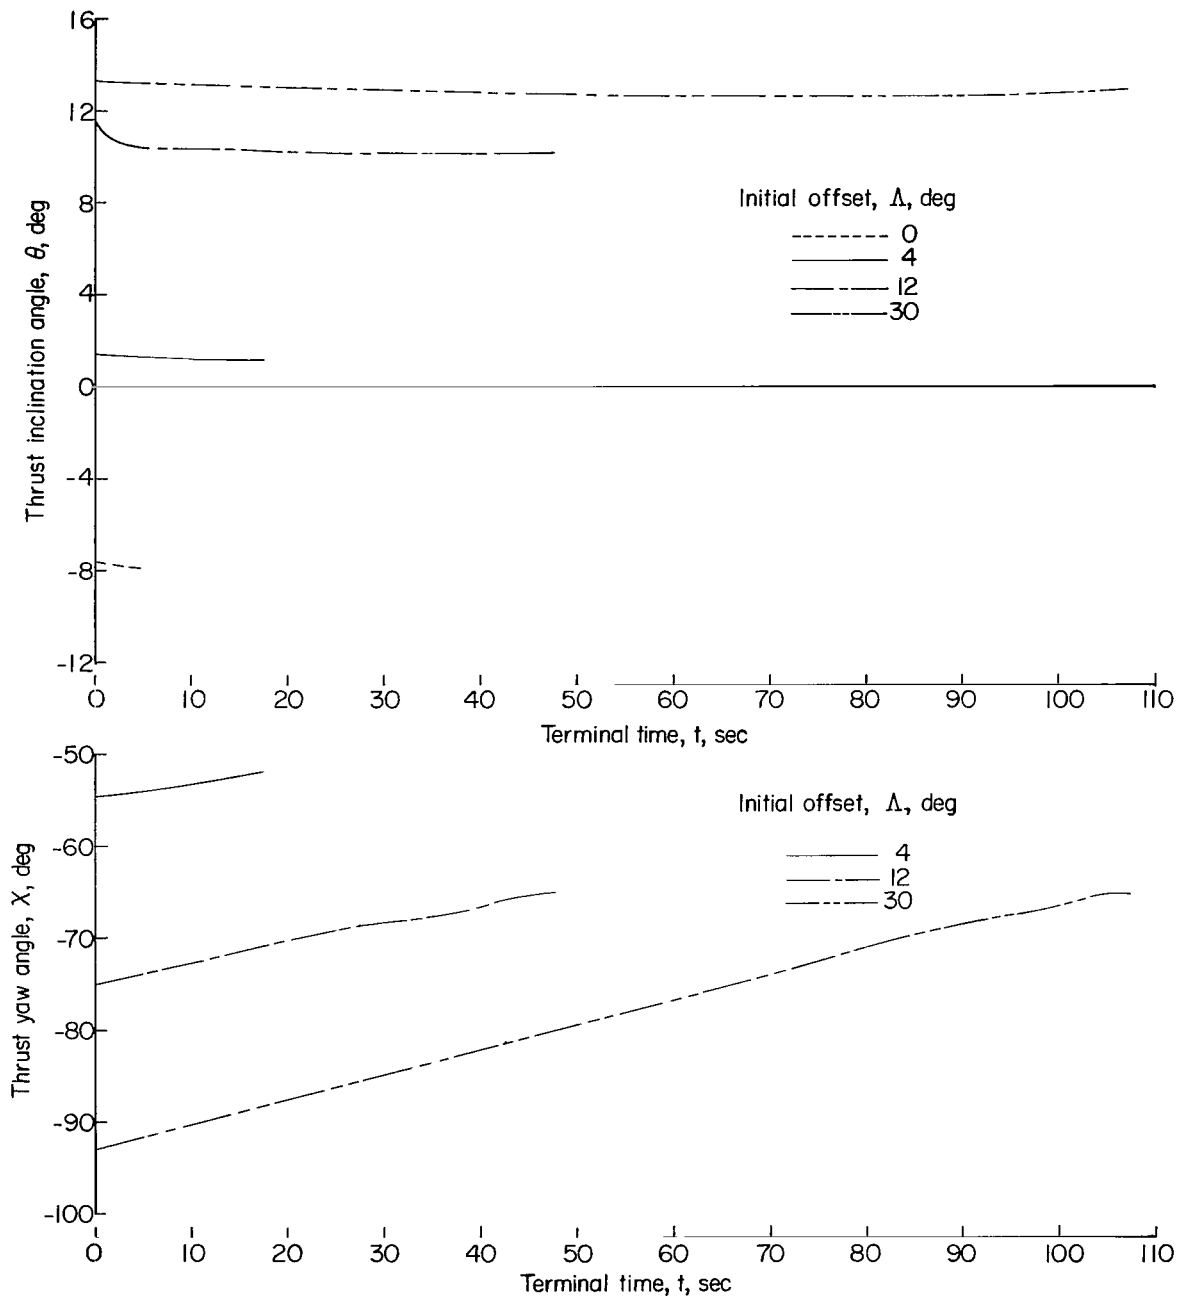 16
12
8
4
0
-4
-8
-12
Thrust inclination angle, θ, deg
Initial offset, Λ, deg
0
4
12
30
0 10 20 30 40 50 60 70 80 90 100 110
Terminal time, t, sec
-50
-60
-70
-80
-90
-100
Thrust yaw angle, X, deg
Initial offset, Λ, deg
4
12
30
0 10 20 30 40 50 60 70 80 90 100 110
Terminal time, t, sec